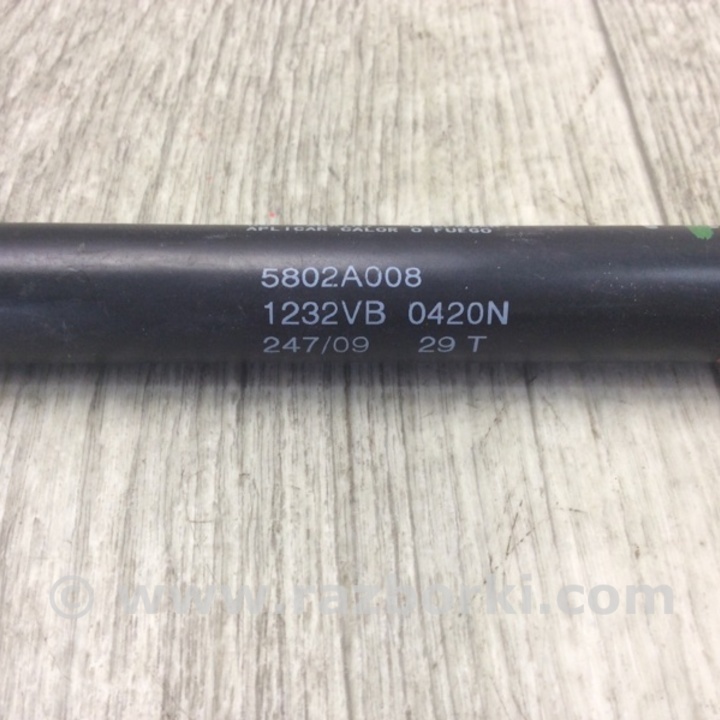 APLICAR CALOR O FUEGO
5802A008
1232VB 0420N
247/09 29 T
© www.razborki.com